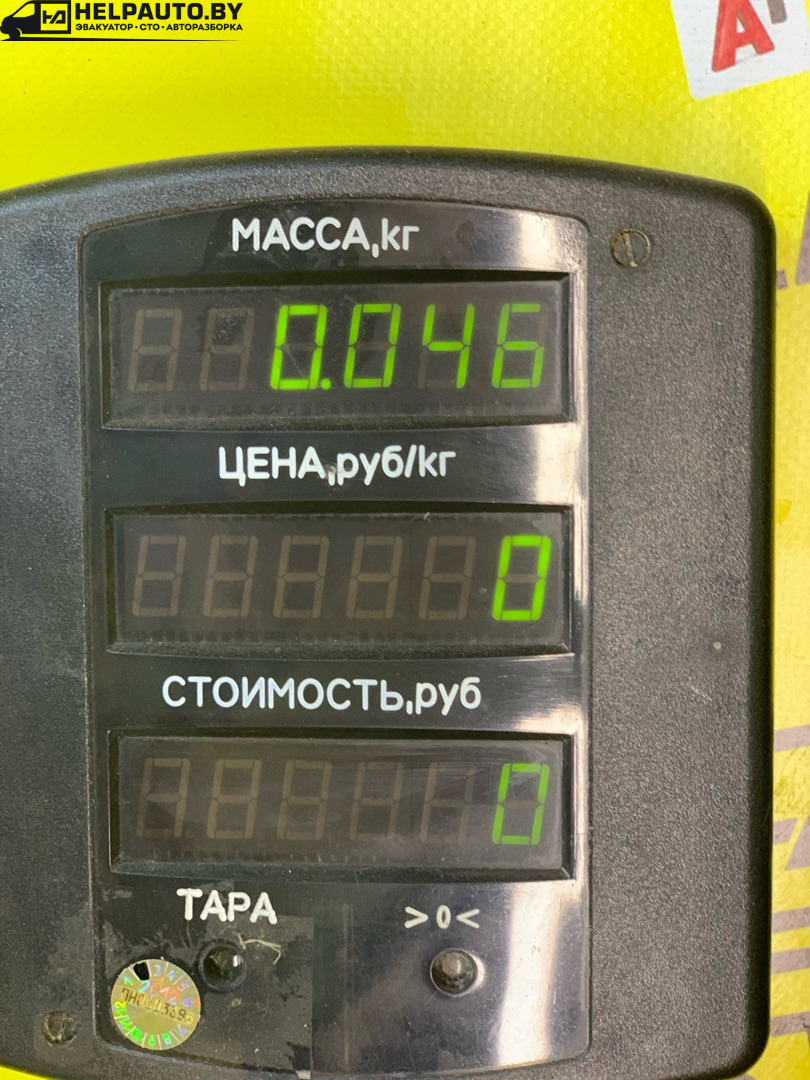 HELPAUTO.BY
ЭВАКУАТОР•СТО•АВТОРАЗБОРКА
МАССА,кг
0.046
ЦЕНА,руб/кг
0
СТОИМОСТЬ,руб
0
ТАРА
>0<